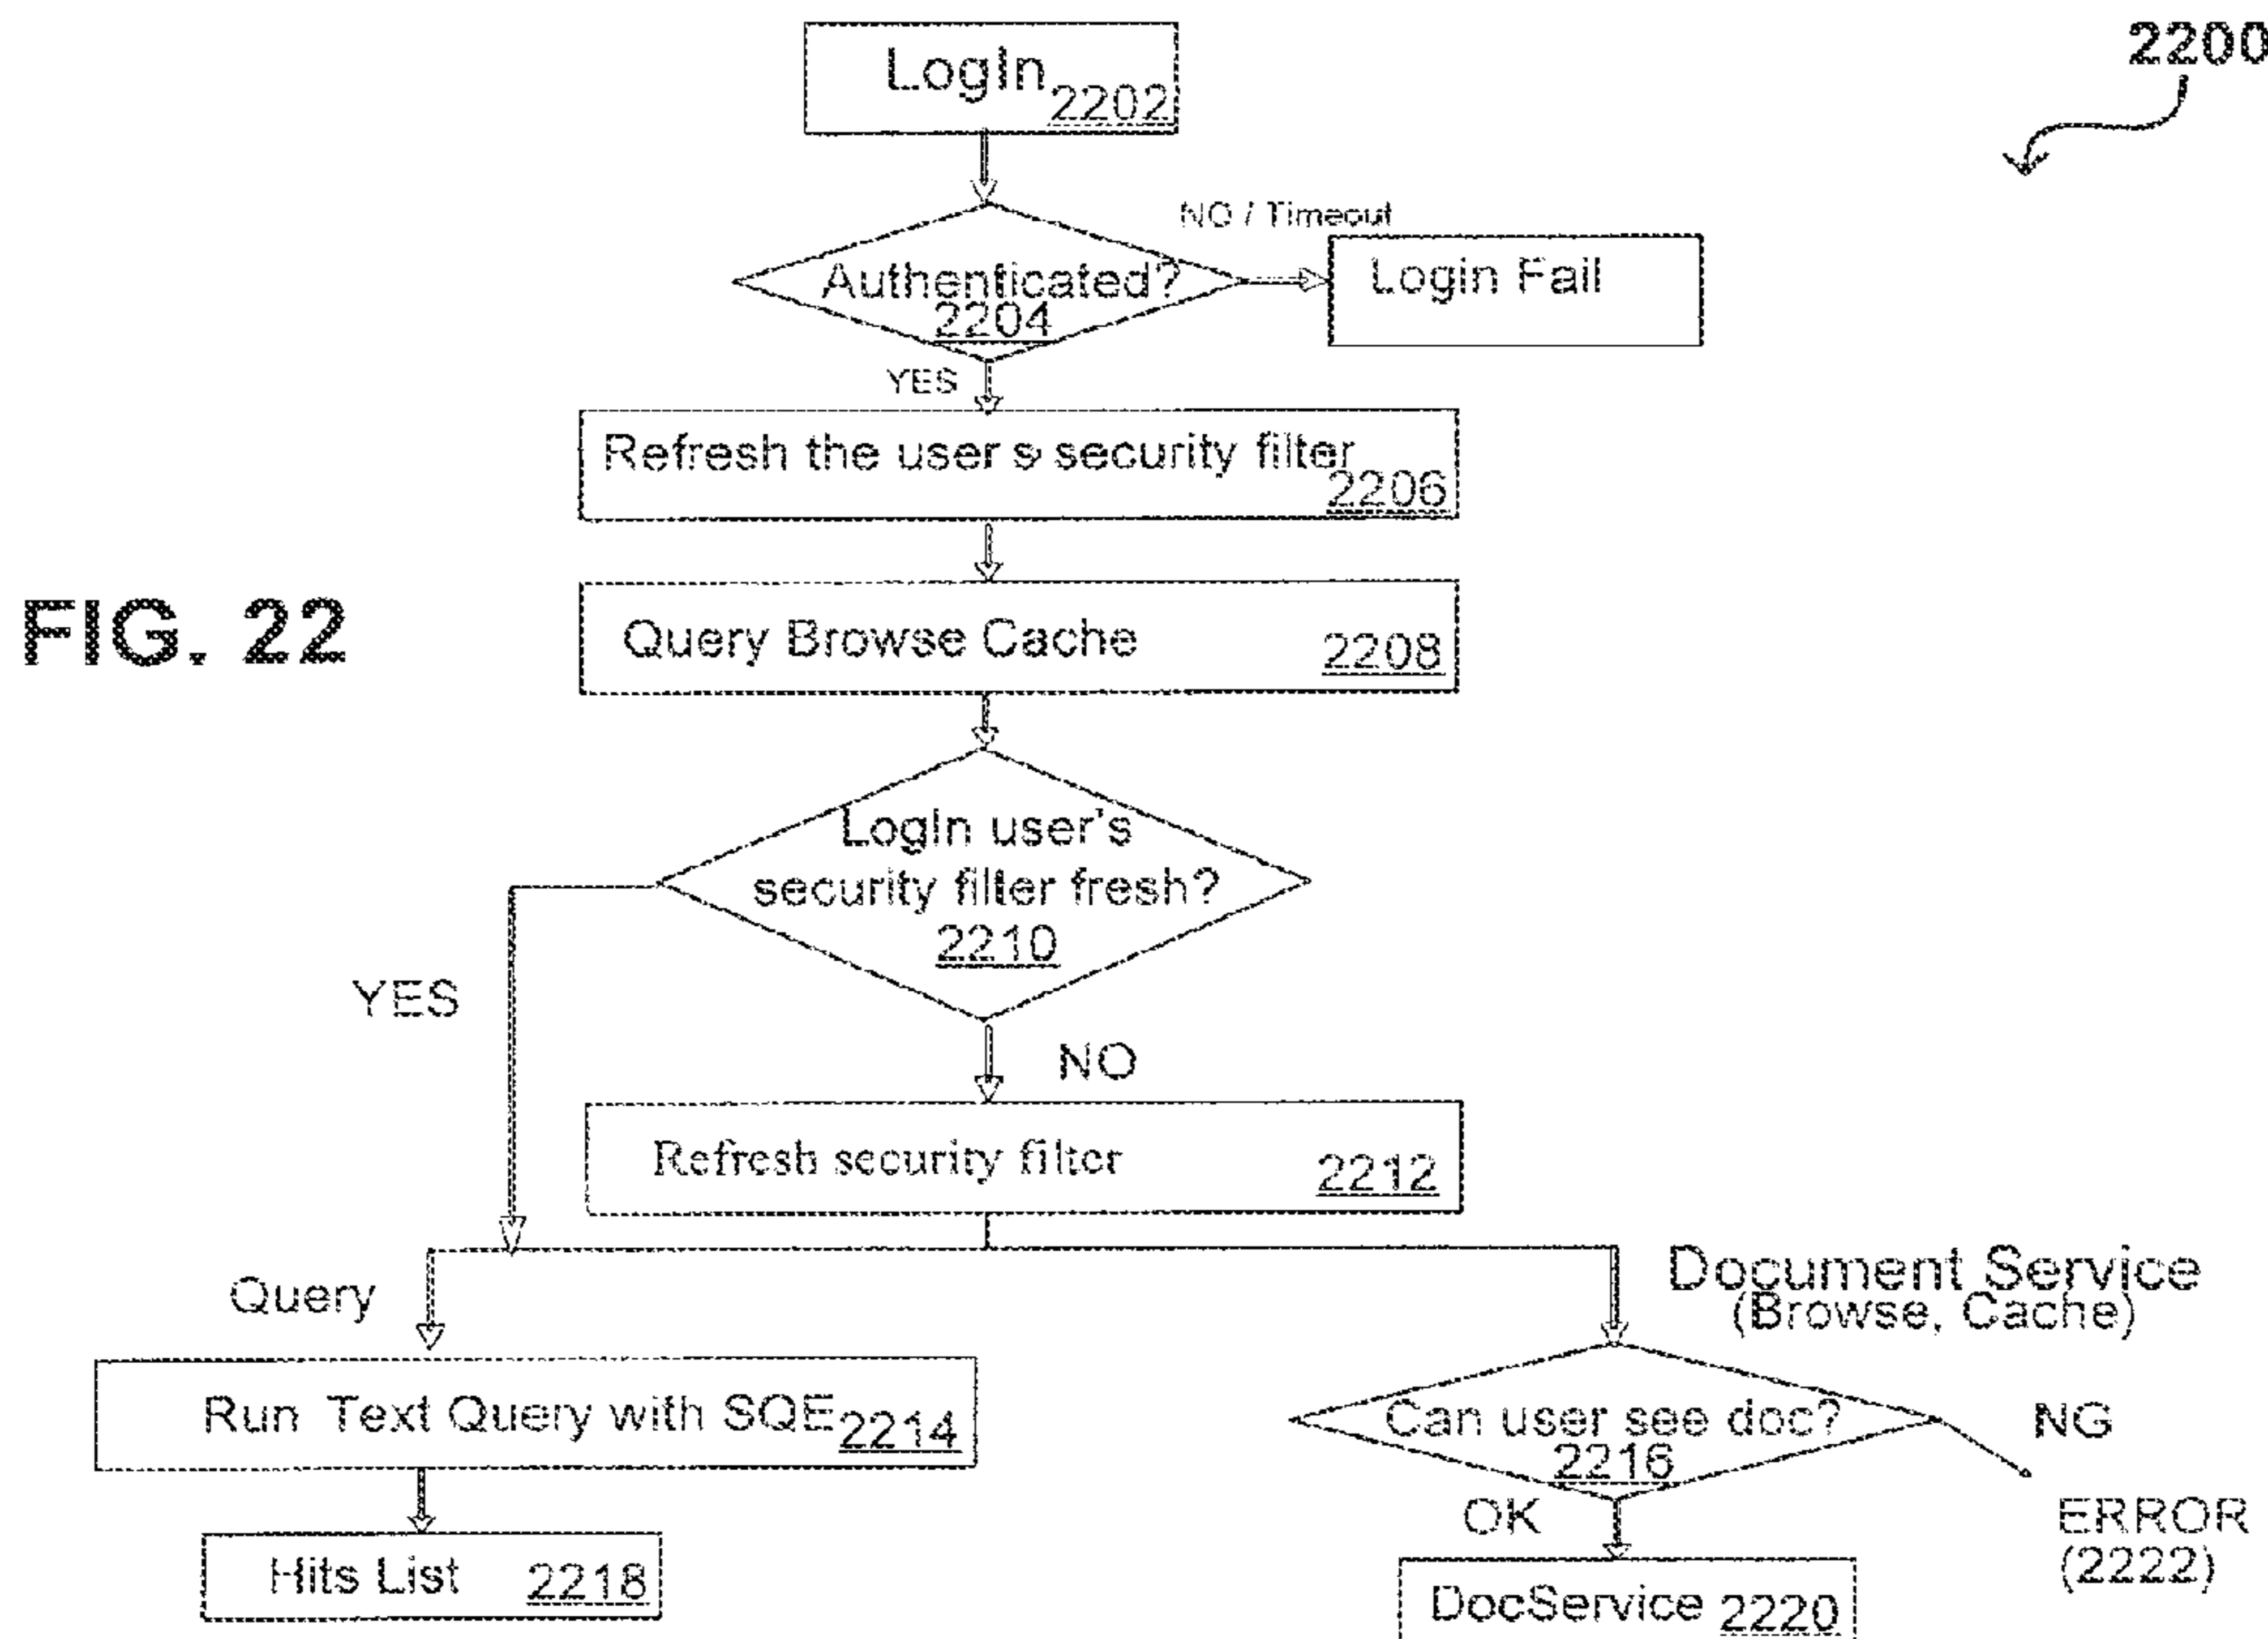 2200
LogIn 2202
NO / Timeout
Authenticated?
2204
Login Fail
YES
Refresh the user's security filter
2206
FIG. 22
Query Browse Cache 2208
LogIn user's
security filter fresh?
2210
YES
NO
Refresh security filter 2212
Query
Document Service
(Browse, Cache)
Run Text Query with SQE 2214
Can user see doc?
2216
NG
OK
ERROR
(2222)
Hits List 2218
DocService 2220